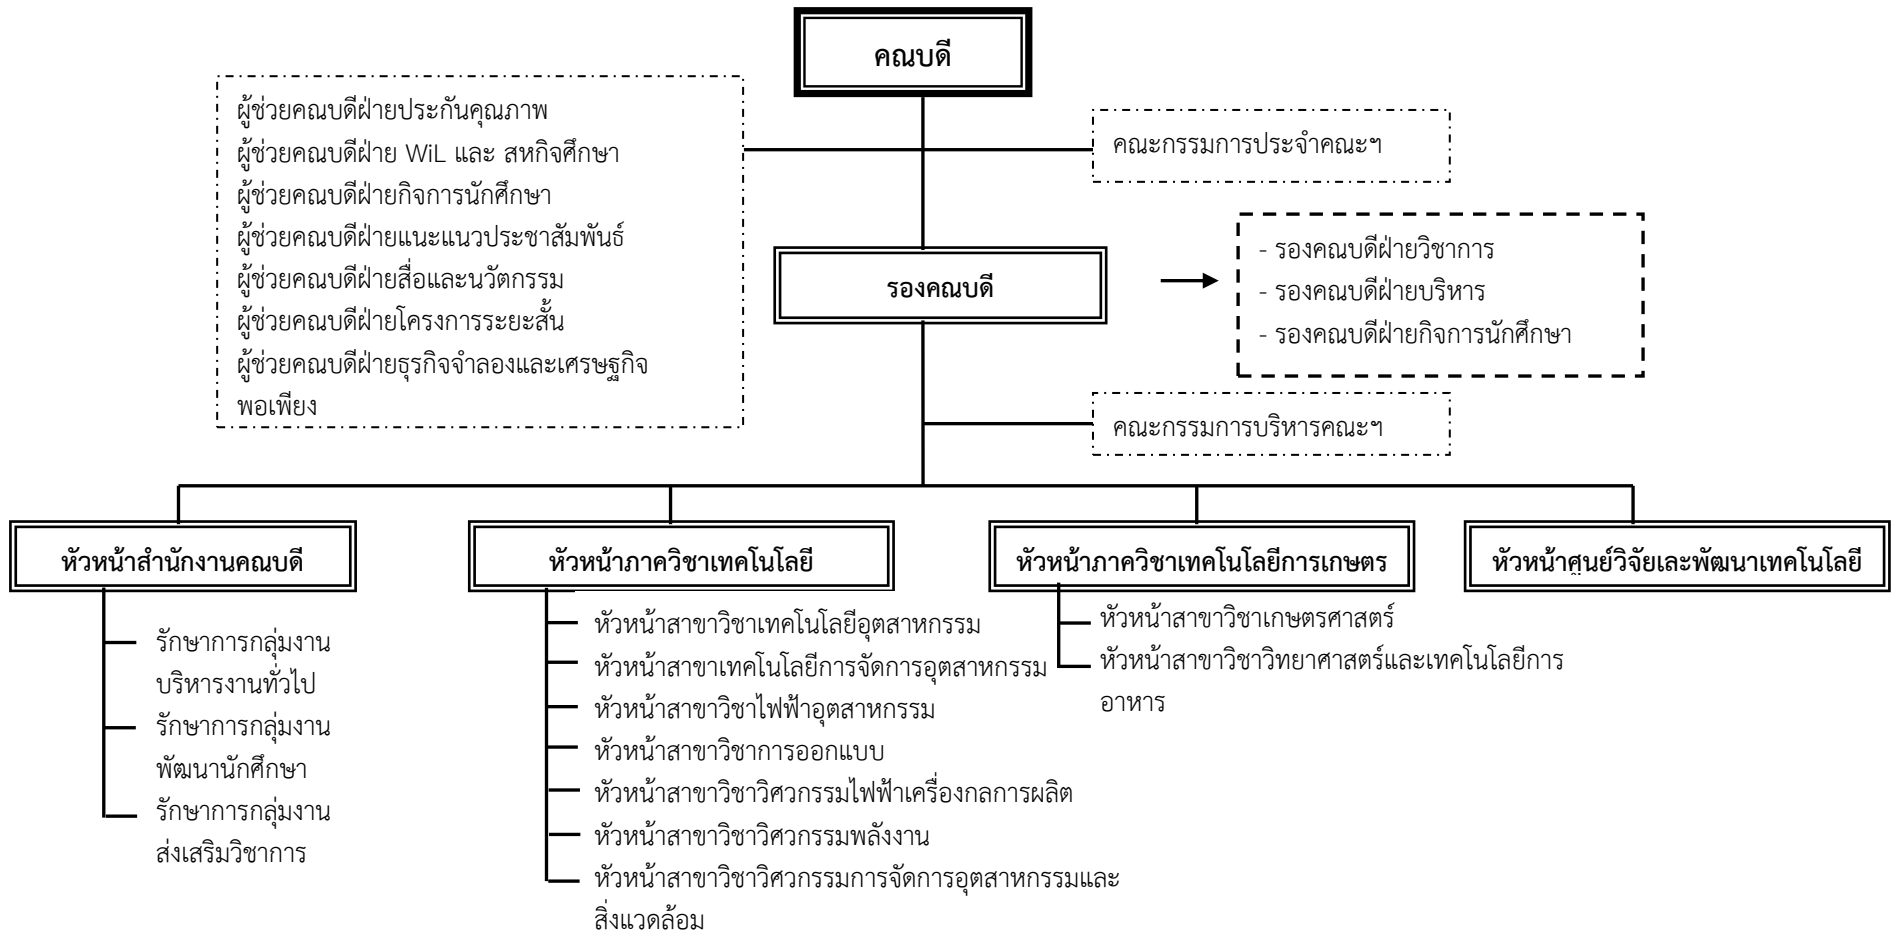 คณบดี
ผู้ช่วยคณบดีฝ่ายประกันคุณภาพ
ผู้ช่วยคณบดีฝ่าย WiL และ สหกิจศึกษา
ผู้ช่วยคณบดีฝ่ายกิจการนักศึกษา
ผู้ช่วยคณบดีฝ่ายแนะแนวประชาสัมพันธ์
ผู้ช่วยคณบดีฝ่ายสื่อและนวัตกรรม
ผู้ช่วยคณบดีฝ่ายโครงการระยะสั้น
ผู้ช่วยคณบดีฝ่ายธุรกิจจำลองและเศรษฐกิจ
พอเพียง
คณะกรรมการประจำคณะฯ
รองคณบดี
- รองคณบดีฝ่ายวิชาการ
- รองคณบดีฝ่ายบริหาร
- รองคณบดีฝ่ายกิจการนักศึกษา
คณะกรรมการบริหารคณะฯ
หัวหน้าสำนักงานคณบดี
รักษาการกลุ่มงาน
บริหารงานทั่วไป
รักษาการกลุ่มงาน
พัฒนานักศึกษา
รักษาการกลุ่มงาน
ส่งเสริมวิชาการ
หัวหน้าภาควิชาเทคโนโลยี
หัวหน้าสาขาวิชาเทคโนโลยีอุตสาหกรรม
หัวหน้าสาขาเทคโนโลยีการจัดการอุตสาหกรรม
หัวหน้าสาขาวิชาไฟฟ้าอุตสาหกรรม
หัวหน้าสาขาวิชาการออกแบบ
หัวหน้าสาขาวิชาวิศวกรรมไฟฟ้าเครื่องกลการผลิต
หัวหน้าสาขาวิชาวิศวกรรมพลังงาน
หัวหน้าสาขาวิชาวิศวกรรมการจัดการอุตสาหกรรมและ
สิ่งแวดล้อม
หัวหน้าภาควิชาเทคโนโลยีการเกษตร
หัวหน้าสาขาวิชาเกษตรศาสตร์
หัวหน้าสาขาวิชาวิทยาศาสตร์และเทคโนโลยีการ
อาหาร
หัวหน้าศูนย์วิจัยและพัฒนาเทคโนโลยี